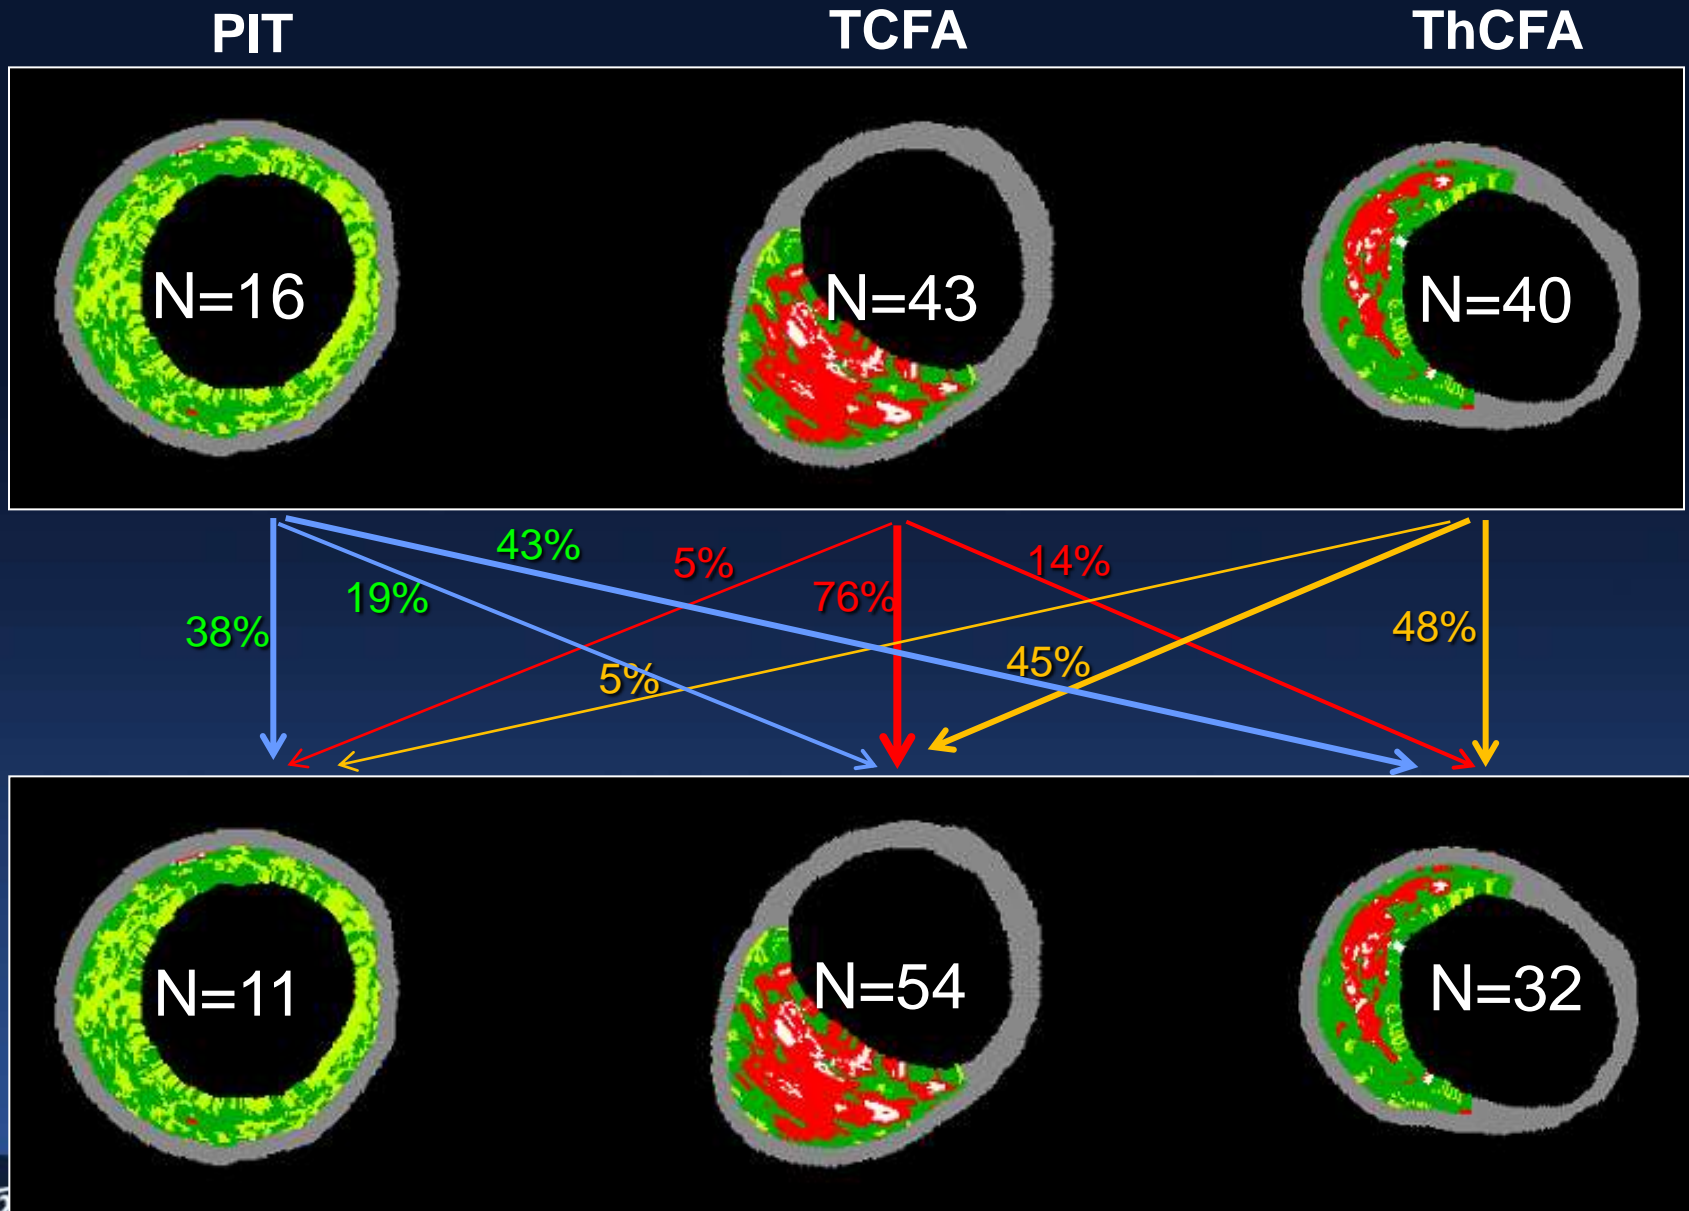 PIT TCFA ThCFA
N=16 N=43 N=40
43% 5% 14%
19% 76%
38% 48%
5% 45%
N=11 N=54 N=32